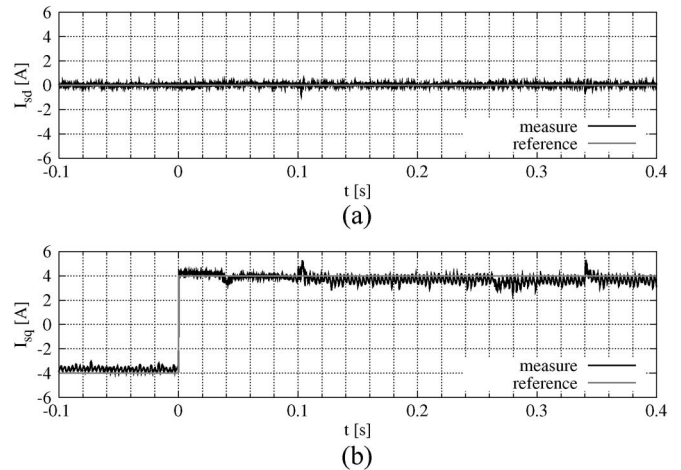 6
4
2
0
-2
-4
-6
I_sd [A]
measure
reference
-0.1 0 0.1 0.2 0.3 0.4
t [s]
(a)
6
4
2
0
-2
-4
-6
I_sq [A]
measure
reference
-0.1 0 0.1 0.2 0.3 0.4
t [s]
(b)